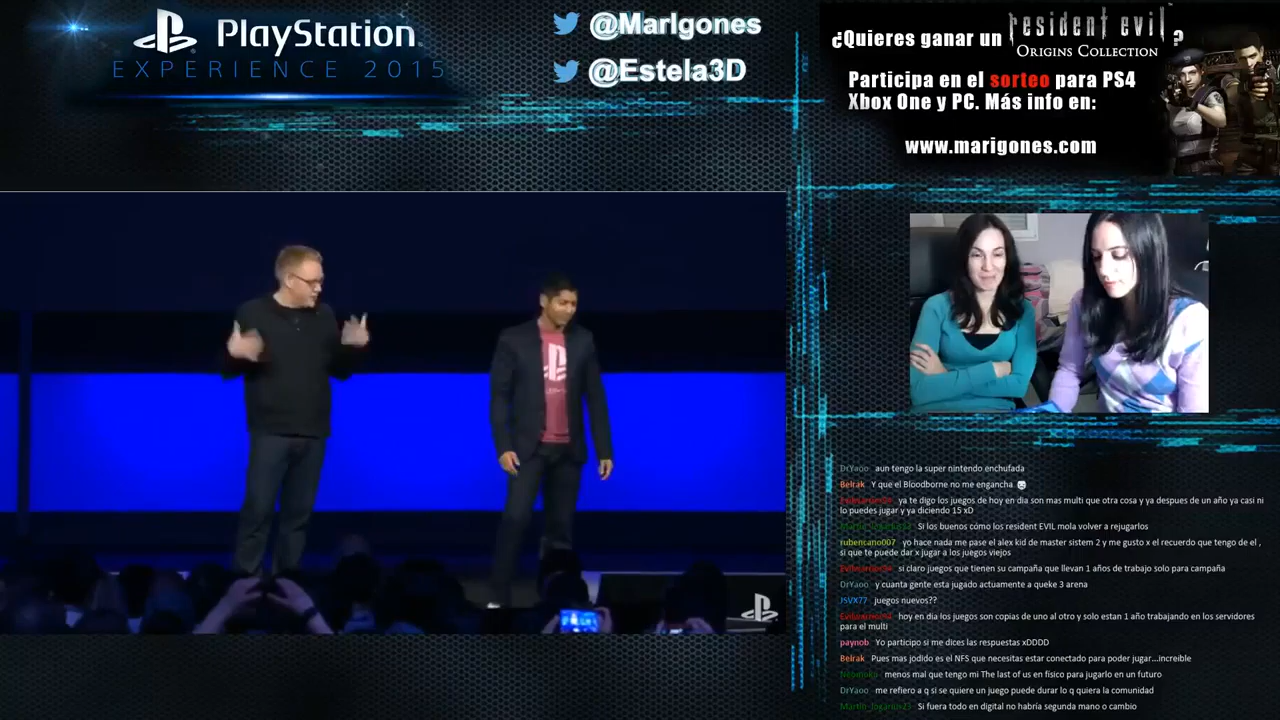 PlayStation
EXPERIENCE 2015
@MarIgones
@Estela3D
¿Quieres ganar un resident evil ?
ORIGINS COLLECTION
Participa en el sorteo para PS4
Xbox One y PC. Más info en:
www.marigones.com
DrYaoo aun tengo la super nintendo enchufada
Belrak Y que el Bloodborne no me engancha
ya te digo los juegos de hoy en dia son mas multi que otra cosa y ya despues de un año ya casi ni
lo puedes jugar y ya diciendo 15 xD
Si los buenos cómo los resident EVIL mola volver a rejugarlos
rubencano007 yo hace nada me pase el alex kid de master sistem 2 y me gusto x el recuerdo que tengo de el ,
si que te puede dar x jugar a los juegos viejos
si claro juegos que tienen su campaña que llevan 1 años de trabajo solo para campaña
DrYaoo y cuanta gente esta jugado actuamente a queke 3 arena
JSVX77 juegos nuevos??
hoy en dia los juegos son copias de uno al otro y solo estan 1 año trabajando en los servidores
para el multi
paynob Yo participo si me dices las respuestas xDDDD
Belrak Pues mas jodido es el NFS que necesitas estar conectado para poder jugar...increible
menos mal que tengo mi The last of us en físico para jugarlo en un futuro
DrYaoo me refiero a q si se quiere un juego puede durar lo q quiera la comunidad
Si fuera todo en digital no habría segunda mano o cambio